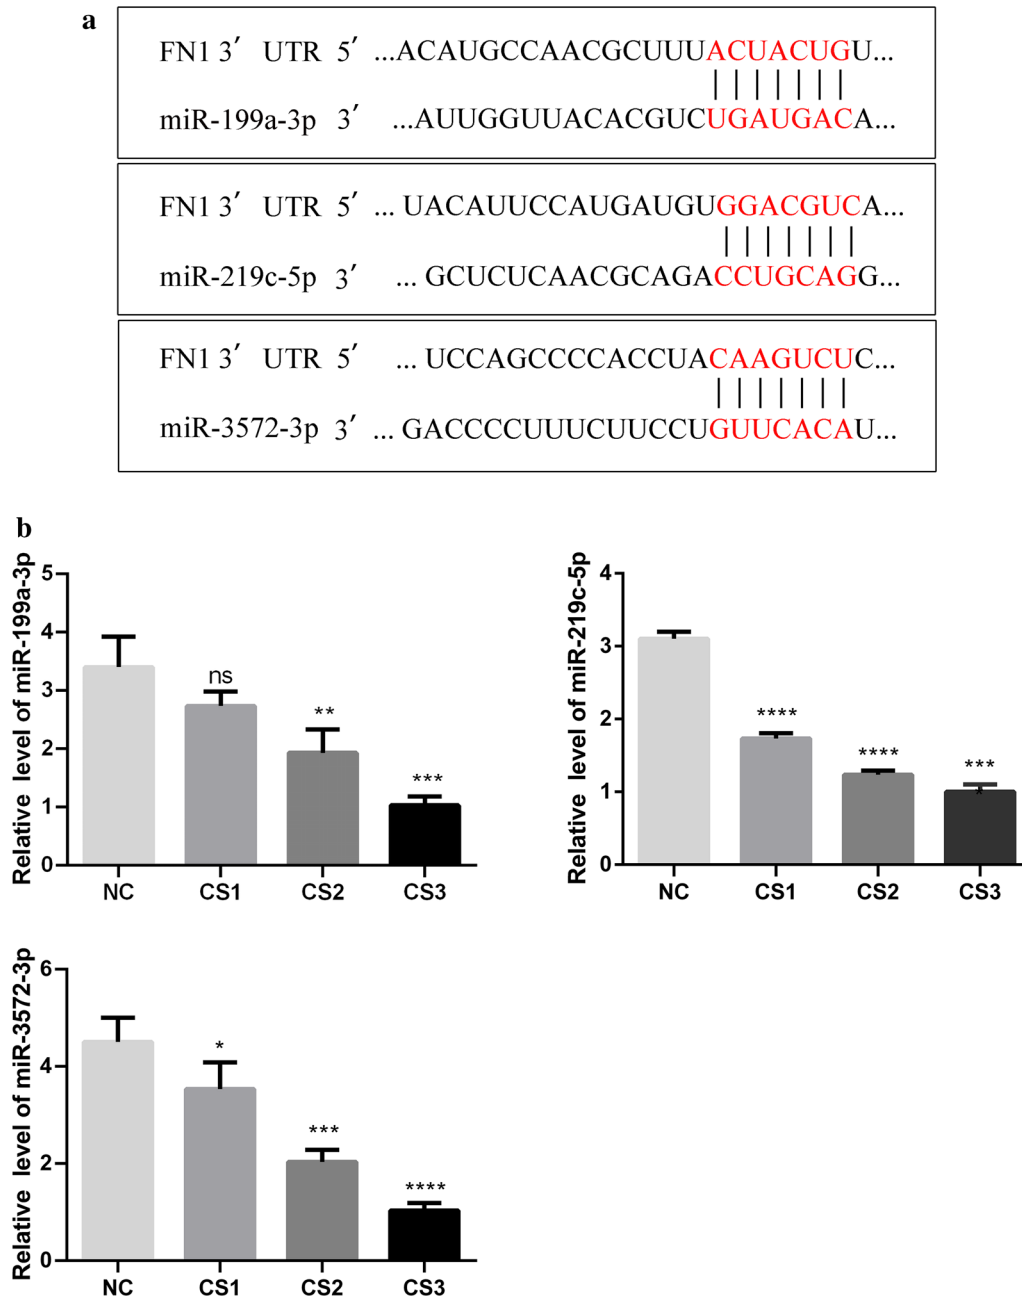 a
FN1 3′ UTR 5′ ...ACAUGCCAACGCUUUACUACUGU...
miR-199a-3p 3′ ...AUUGGUUACACGUCUGAUGACA...
FN1 3′ UTR 5′ ... UACAUUCCAUGAUGUGGACGUCA...
miR-219c-5p 3′ ... GCUCUCAACGCAGACCUGCAGG...
FN1 3′ UTR 5′ ... UCCAGCCCCACCUACAAGUCUC...
miR-3572-3p 3′ ... GACCCCUUUCUUCCUGUUCACAU...
b
Relative level of miR-199a-3p
5
4
3
2
1
0
ns
**
***
NC CS1 CS2 CS3
Relative level of miR-219c-5p
4
3
2
1
0
****
****
***
NC CS1 CS2 CS3
Relative level of miR-3572-3p
6
4
2
0
*
***
****
NC CS1 CS2 CS3